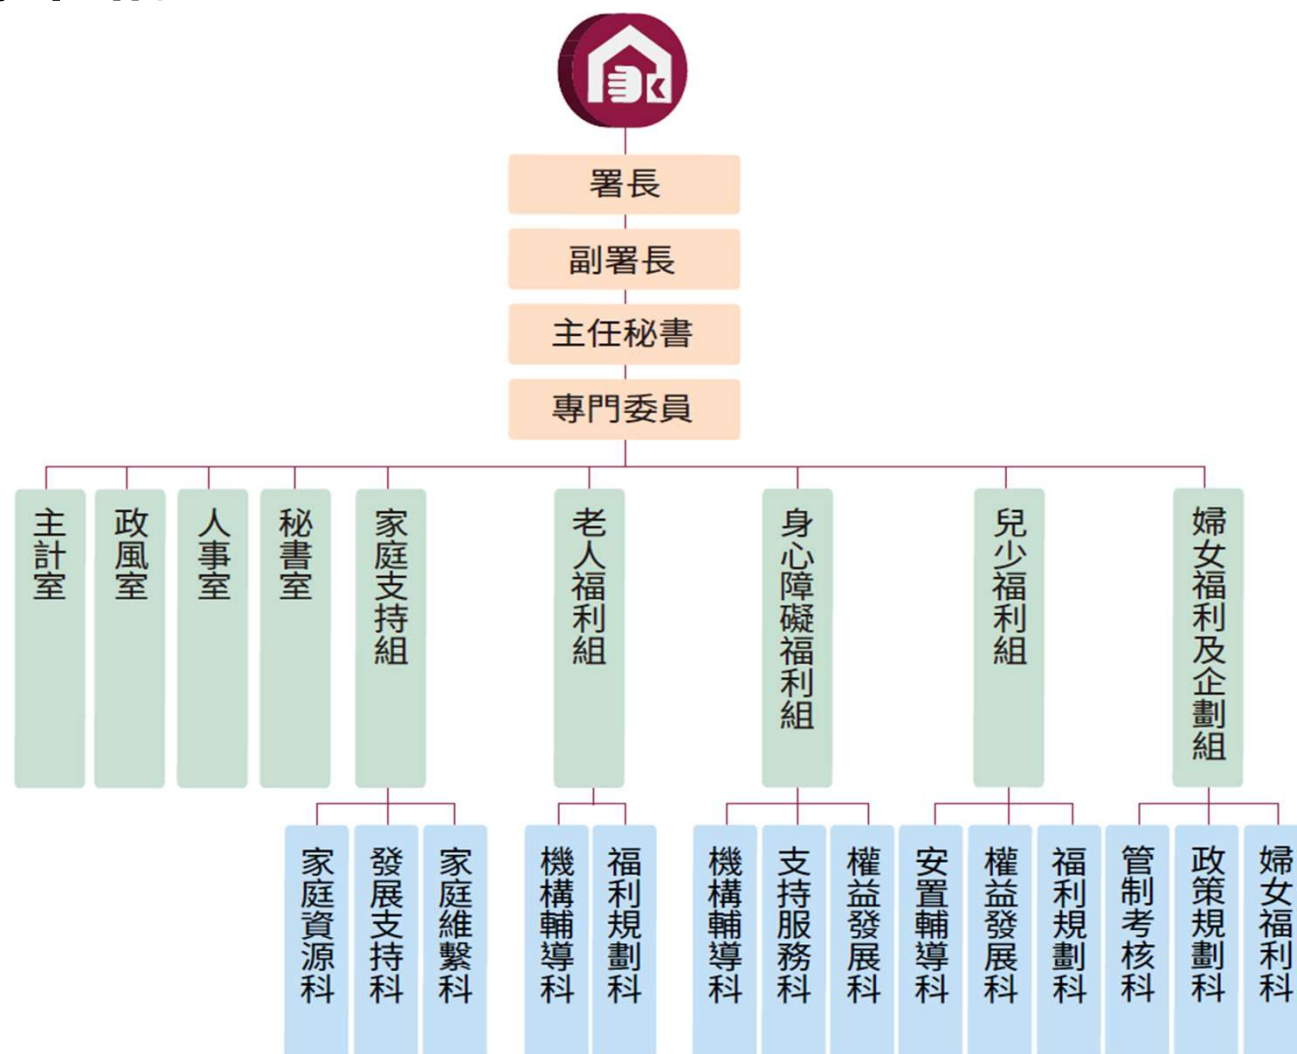 署長
副署長
主任秘書
專門委員
主計室
政風室
人事室
秘書室
家庭支持組
老人福利組
身心障礙福利組
兒少福利組
婦女福利及企劃組
家庭資源科
發展支持科
家庭維繫科
機構輔導科
福利規劃科
機構輔導科
支持服務科
權益發展科
安置輔導科
權益發展科
福利規劃科
管制考核科
政策規劃科
婦女福利科